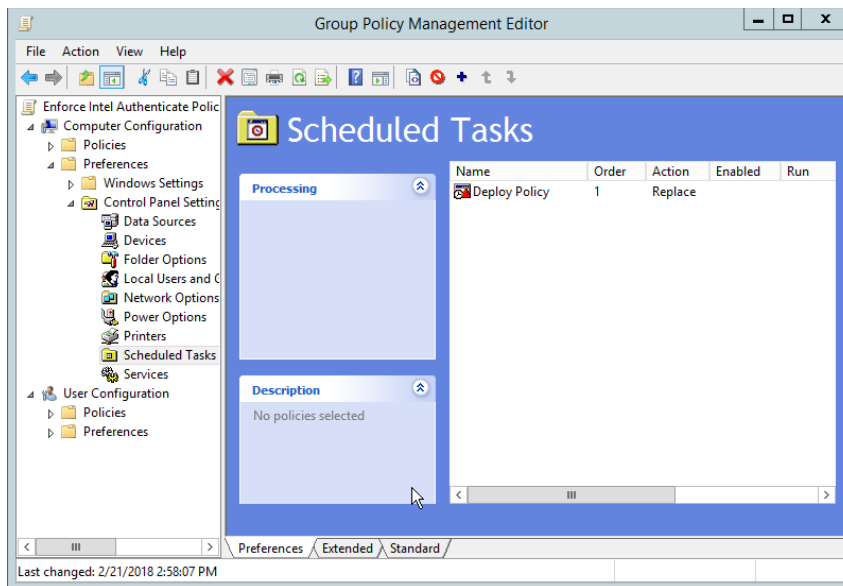 Group Policy Management Editor
File Action View Help
Enforce Intel Authenticate Polic
Computer Configuration
Policies
Preferences
Windows Settings
Control Panel Setting
Data Sources
Devices
Folder Options
Local Users and G
Network Options
Power Options
Printers
Scheduled Tasks
Services
User Configuration
Policies
Preferences
Scheduled Tasks
Processing
Description
No policies selected
Name Order Action Enabled Run
Deploy Policy 1 Replace
Preferences Extended Standard
Last changed: 2/21/2018 2:58:07 PM